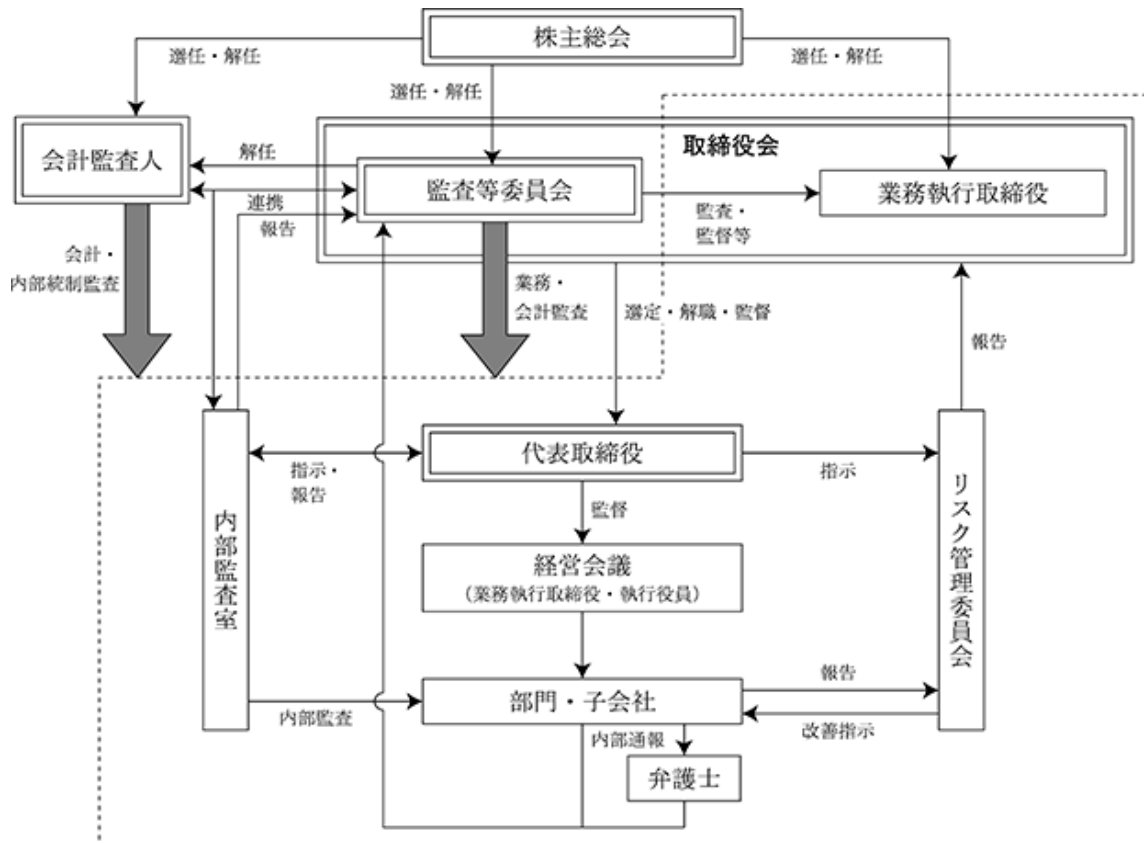 株主総会
選任・解任
選任・解任
選任・解任
取締役会
会計監査人
解任
監査等委員会
業務執行取締役
連携
報告
監査・
監督等
会計・
内部統制監査
業務・
会計監査
選定・解職・監督
報告
代表取締役
指示・
報告
指示
内部監査室
監督
リスク管理委員会
経営会議
(業務執行取締役・執行役員)
部門・子会社
報告
内部監査
改善指示
内部通報
弁護士